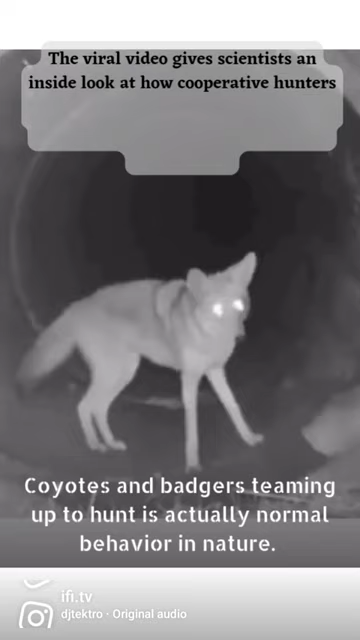 The viral video gives scientists an
inside look at how cooperative hunters
Coyotes and badgers teaming
up to hunt is actually normal
behavior in nature.
ifi.tv
djtektro · Original audio